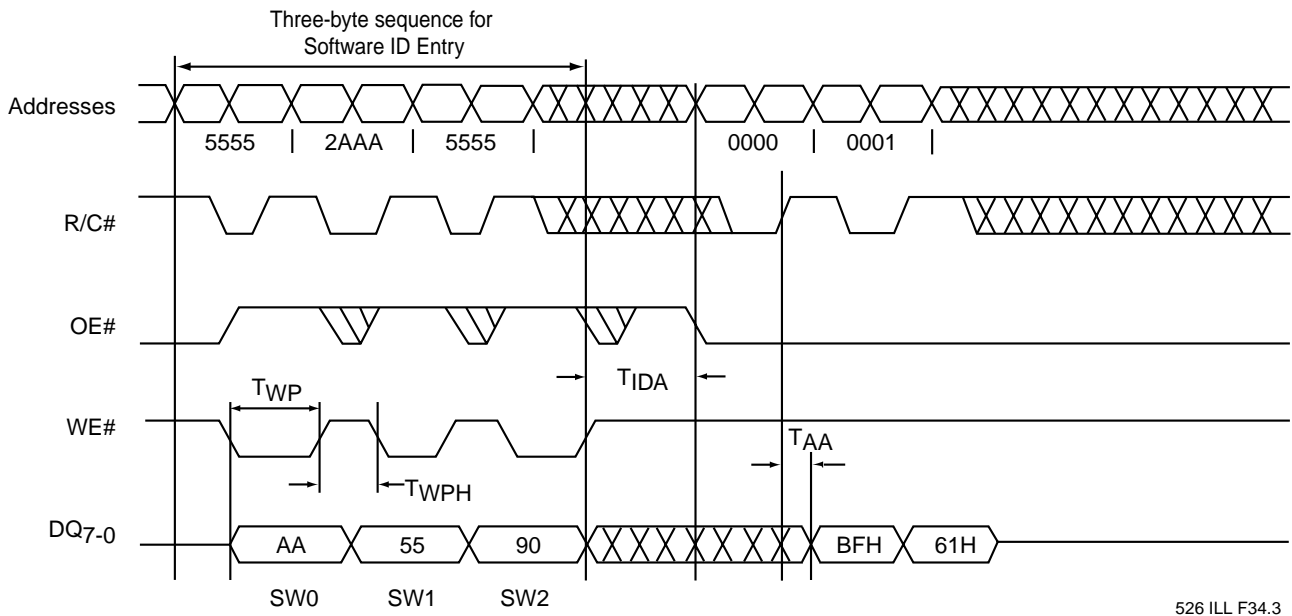 Three-byte sequence for
Software ID Entry
Addresses
5555 2AAA 5555 0000 0001
R/C#
OE#
TIDA
TWP
WE#
TAA
TWPH
DQ7-0
AA 55 90 BFH 61H
SW0 SW1 SW2
526 ILL F34.3